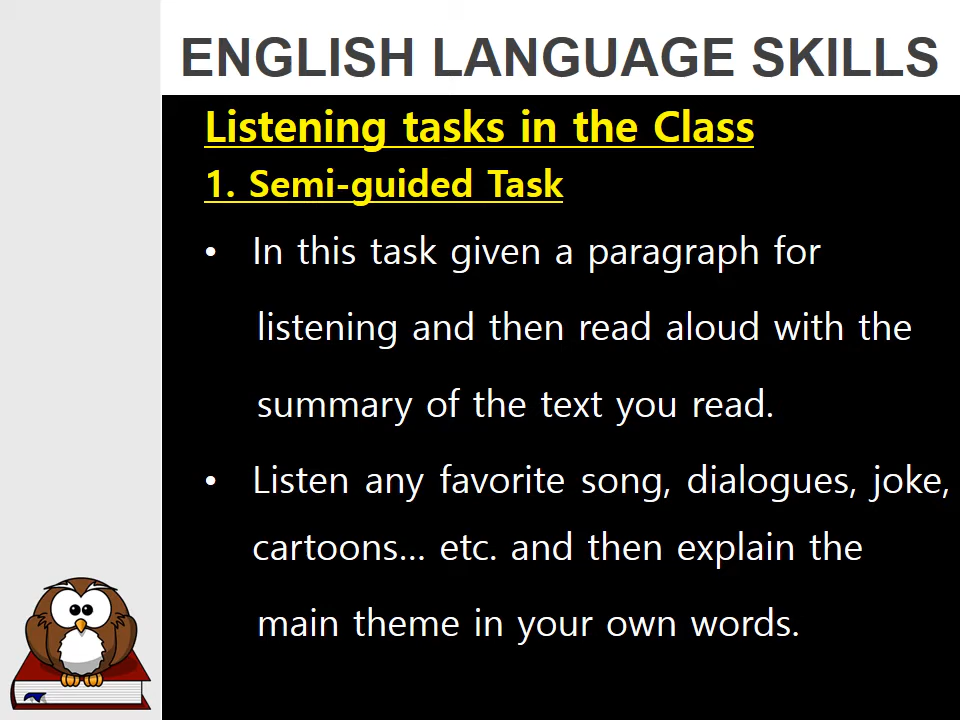 ENGLISH LANGUAGE SKILLS
Listening tasks in the Class
1. Semi-guided Task
• In this task given a paragraph for
listening and then read aloud with the
summary of the text you read.
• Listen any favorite song, dialogues, joke,
cartoons... etc. and then explain the
main theme in your own words.